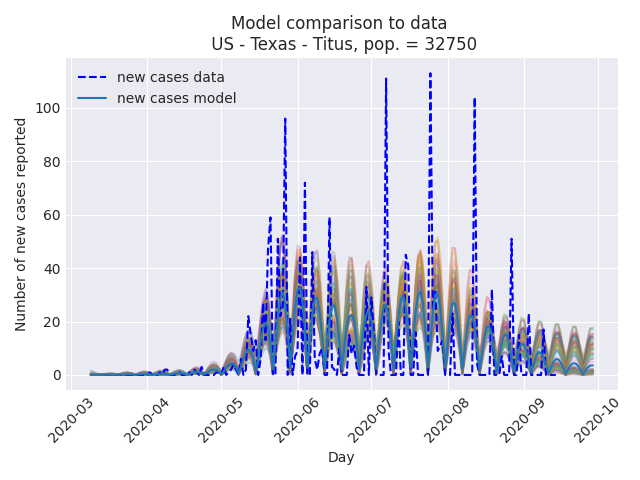 Model comparison to data
US - Texas - Titus, pop. = 32750
new cases data
new cases model
Number of new cases reported
100
80
60
40
20
0
2020-03
2020-04
2020-05
2020-06
2020-07
2020-08
2020-09
2020-10
Day